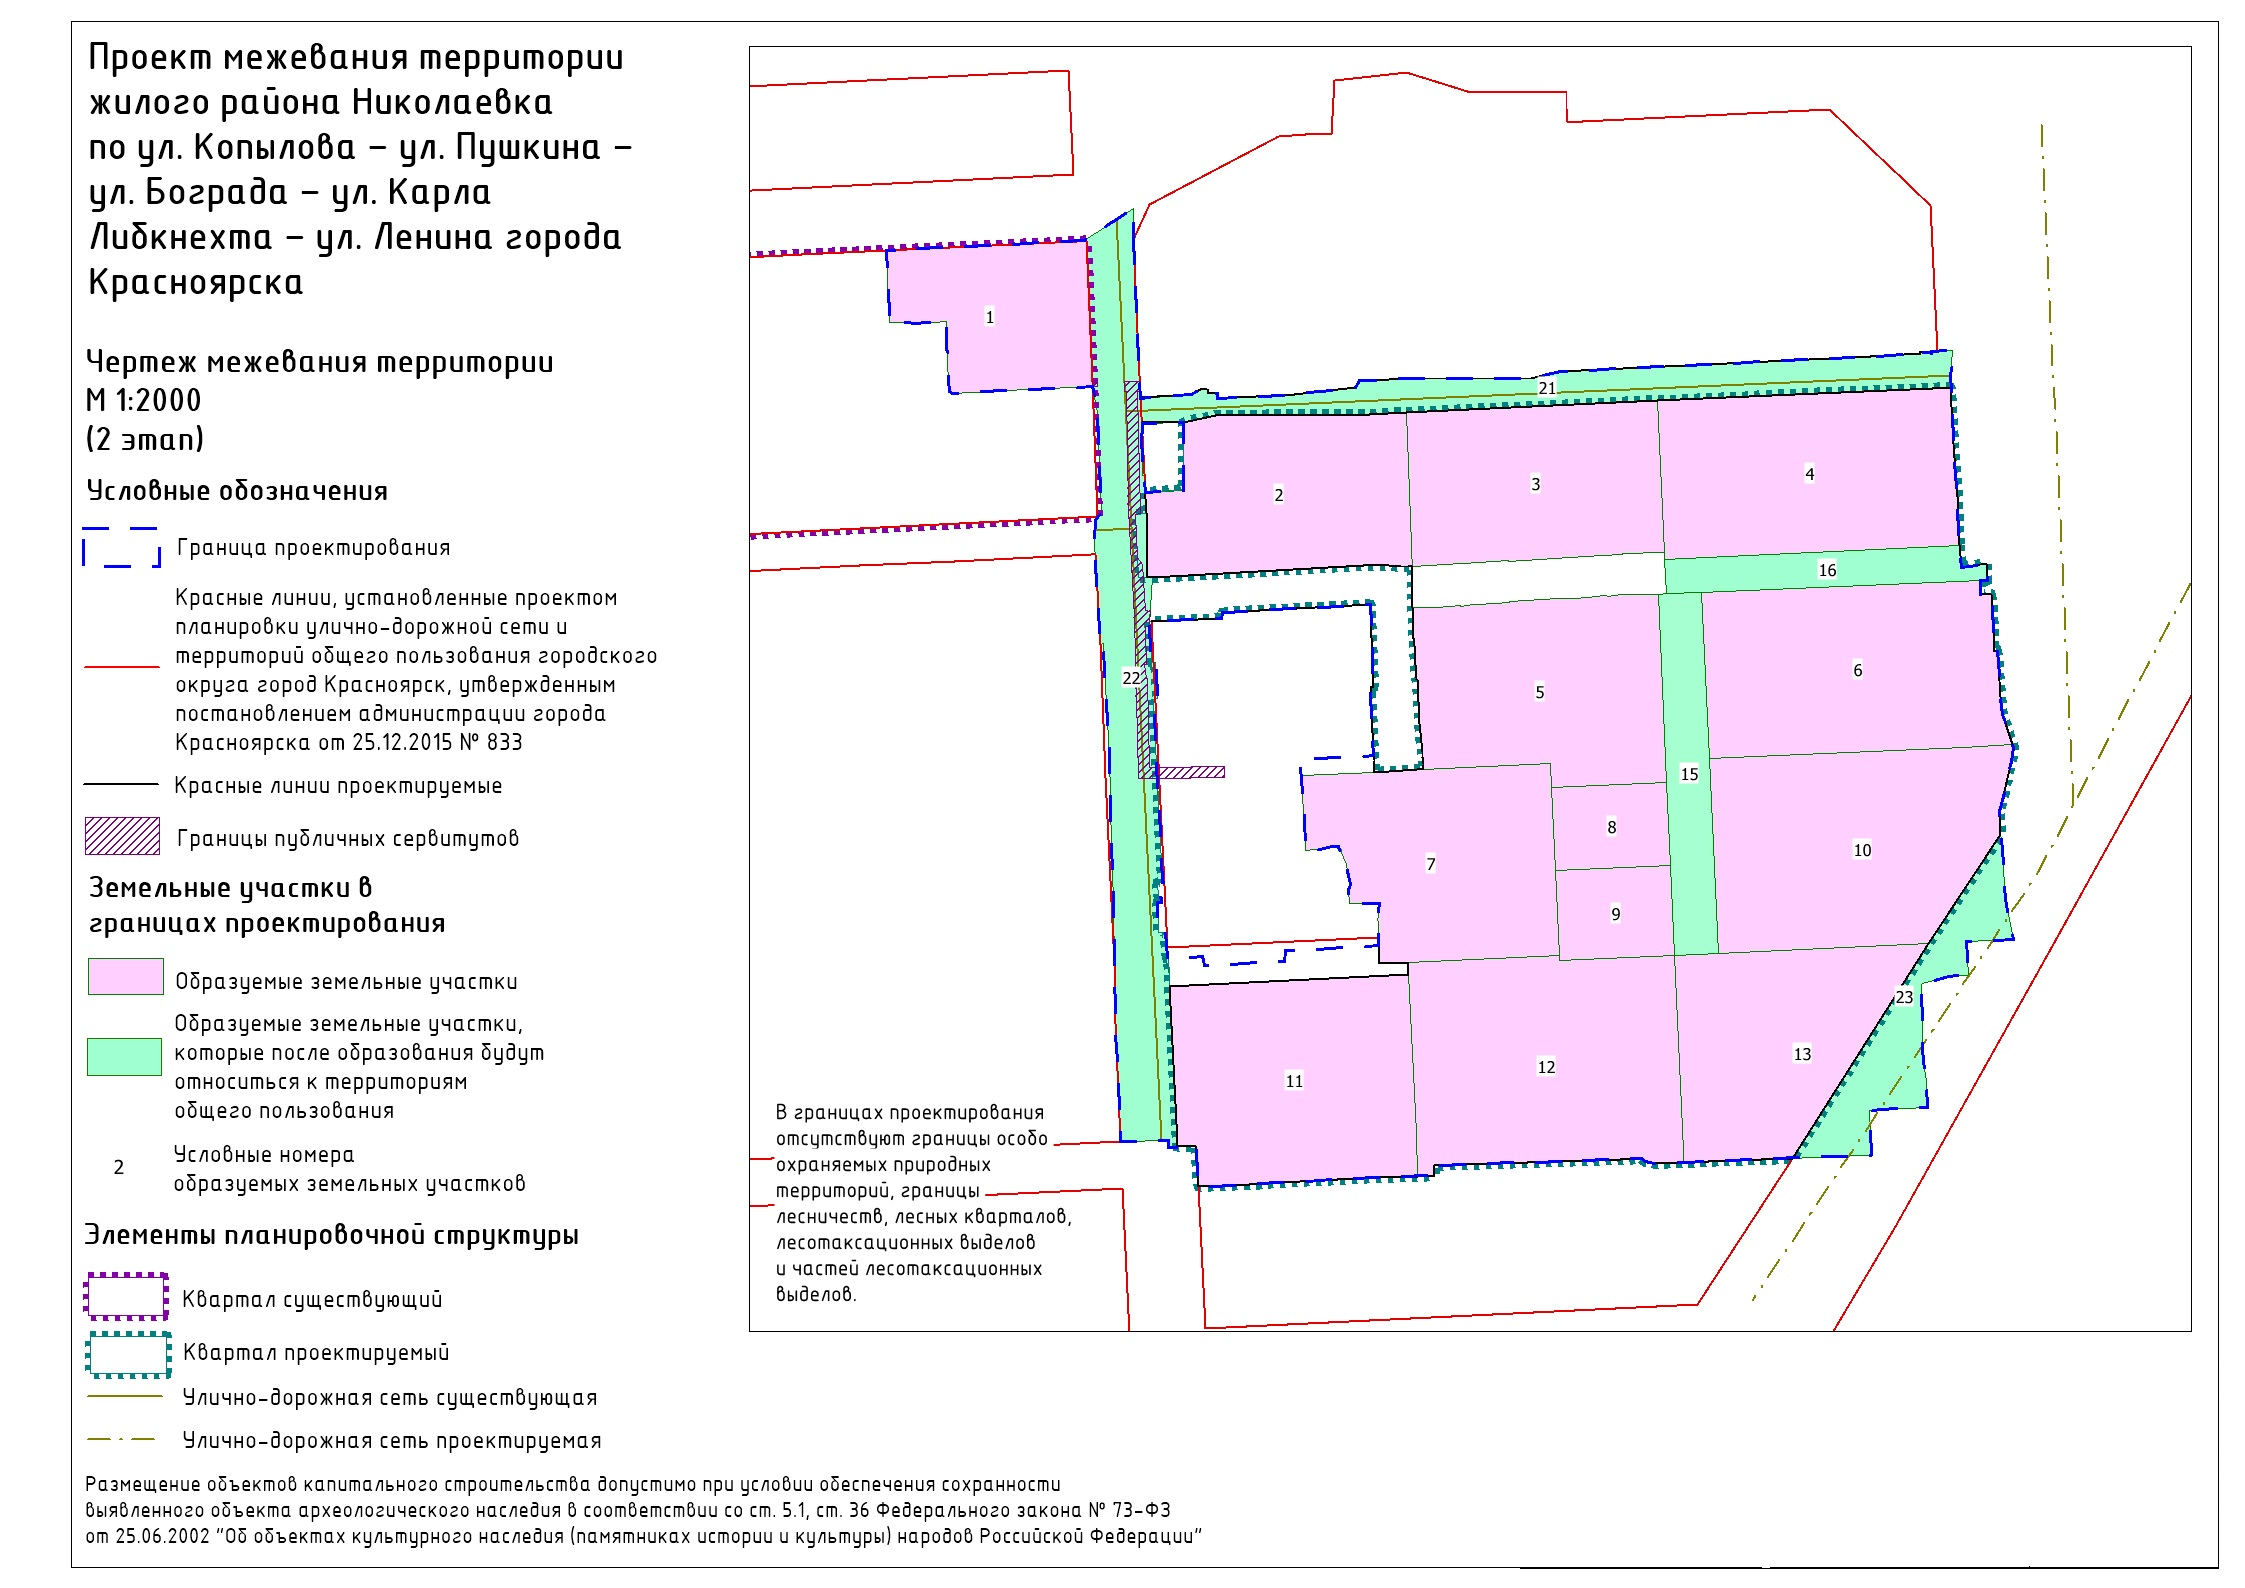 Проект межевания территории
жилого района Николаевка
по ул. Копылова – ул. Пушкина –
ул. Бограда – ул. Карла
Либкнехта – ул. Ленина города
Красноярска
Чертеж межевания территории
М 1:2000
(2 этап)
Условные обозначения
Граница проектирования
Красные линии, установленные проектом
планировки улично-дорожной сети и
территорий общего пользования городского
округа город Красноярск, утвержденным
постановлением администрации города
Красноярска от 25.12.2015 № 833
Красные линии проектируемые
Границы публичных сервитутов
Земельные участки в
границах проектирования
Образуемые земельные участки
Образуемые земельные участки,
которые после образования будут
относиться к территориям
общего пользования
2
Условные номера
образуемых земельных участков
Элементы планировочной структуры
Квартал существующий
Квартал проектируемый
Улично-дорожная сеть существующая
Улично-дорожная сеть проектируемая
1
21
2
3
4
16
22
5
6
15
8
7
10
9
23
11
12
13
В границах проектирования
отсутствуют границы особо
охраняемых природных
территорий, границы
лесничеств, лесных кварталов,
лесотаксационных выделов
и частей лесотаксационных
выделов.
Размещение объектов капитального строительства допустимо при условии обеспечения сохранности
выявленного объекта археологического наследия в соответствии со ст. 5.1, ст. 36 Федерального закона № 73-ФЗ
от 25.06.2002 "Об объектах культурного наследия (памятниках истории и культуры) народов Российской Федерации"